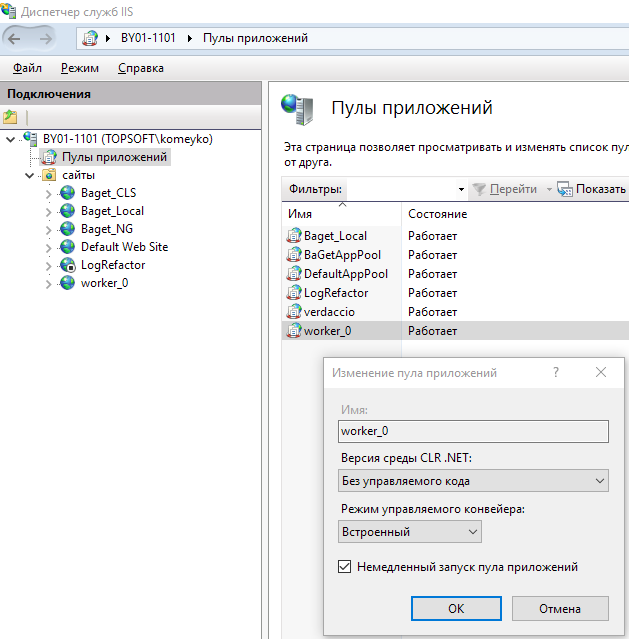 Диспетчер служб IIS
BY01-1101
Пулы приложений
Файл Режим Справка
Подключения
BY01-1101 (TOPSOFT\komeyko)
Пулы приложений
сайты
Baget_CLS
Baget_Local
Baget_NG
Default Web Site
LogRefactor
worker_0
Пулы приложений
Эта страница позволяет просматривать и изменять список пул
от друга.
Фильтры: Перейти Показать
Имя Состояние
Baget_Local Работает
BaGetAppPool Работает
DefaultAppPool Работает
LogRefactor Работает
verdaccio Работает
worker_0 Работает
Изменение пула приложений ?
Имя:
worker_0
Версия среды CLR .NET:
Без управляемого кода
Режим управляемого конвейера:
Встроенный
Немедленный запуск пула приложений
ОК Отмена